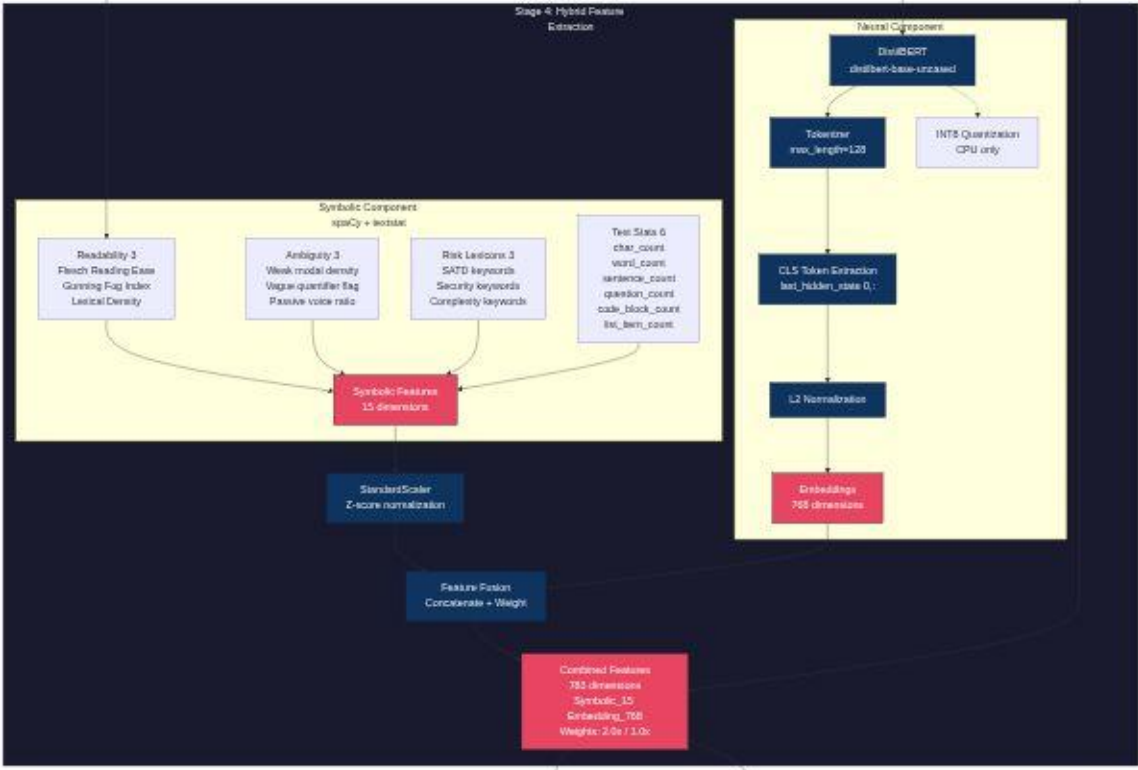 Stage 4: Hybrid Feature
Extraction
Neural Component
DistilBERT
distilbert-base-uncased
Tokenizer
max_length=128
INT8 Quantization
CPU only
CLS Token Extraction
last_hidden_state 0,:
L2 Normalization
Embeddings
768 dimensions
Symbolic Component
spaCy + textstat
Readability 3
Flesch Reading Ease
Gunning Fog Index
Lexical Density
Ambiguity 3
Weak modal density
Vague quantifier flag
Passive voice ratio
Risk Lexicons 3
SATD keywords
Security keywords
Complexity keywords
Text Stats 6
char_count
word_count
sentence_count
question_count
code_block_count
list_item_count
Symbolic Features
15 dimensions
StandardScaler
Z-score normalization
Feature Fusion
Concatenate + Weight
Combined Features
783 dimensions
Symbolic_15
Embedding_768
Weights: 2.0x / 1.0x